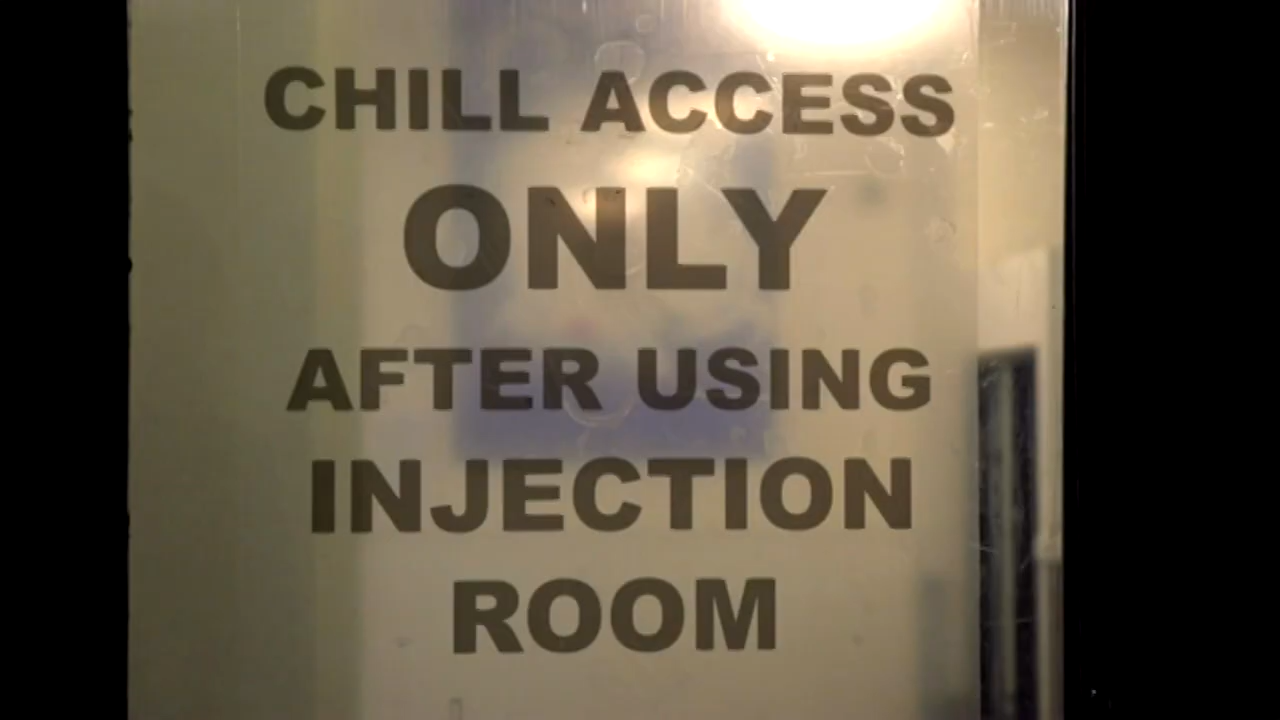 CHILL ACCESS
ONLY
AFTER USING
INJECTION
ROOM